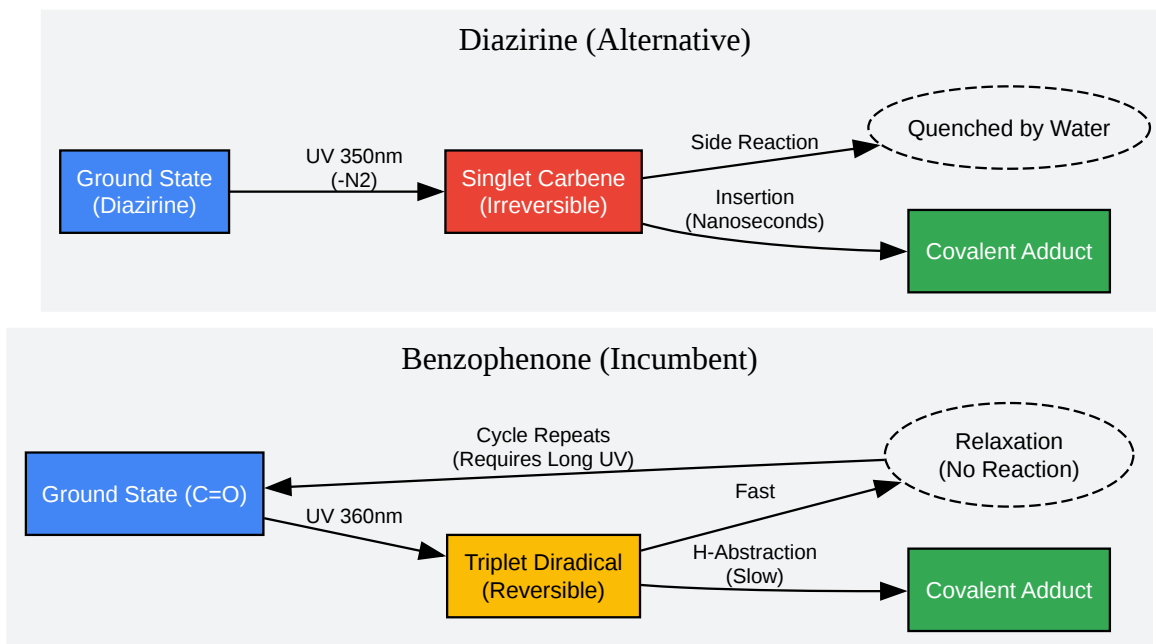 Diazirine (Alternative)
Ground State
(Diazirine)
UV 350nm
(-N2)
Singlet Carbene
(Irreversible)
Side Reaction
Quenched by Water
Insertion
(Nanoseconds)
Covalent Adduct
Benzophenone (Incumbent)
Ground State (C=O)
Cycle Repeats
(Requires Long UV)
UV 360nm
Triplet Diradical
(Reversible)
Fast
Relaxation
(No Reaction)
H-Abstraction
(Slow)
Covalent Adduct